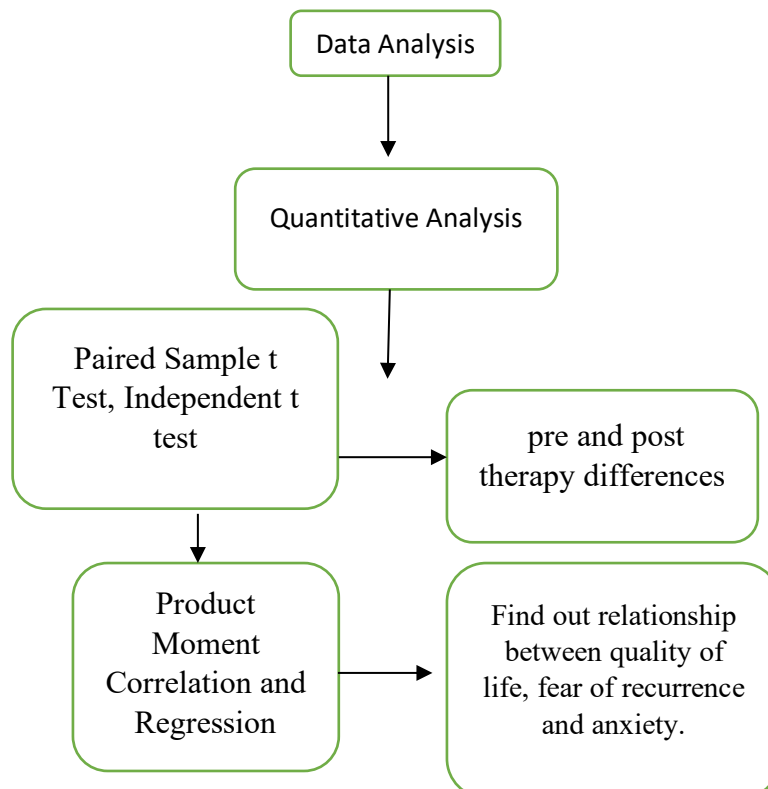 Data Analysis
Quantitative Analysis
Paired Sample t
Test, Independent t
test
pre and post
therapy differences
Product
Moment
Correlation and
Regression
Find out relationship
between quality of
life, fear of recurrence
and anxiety.